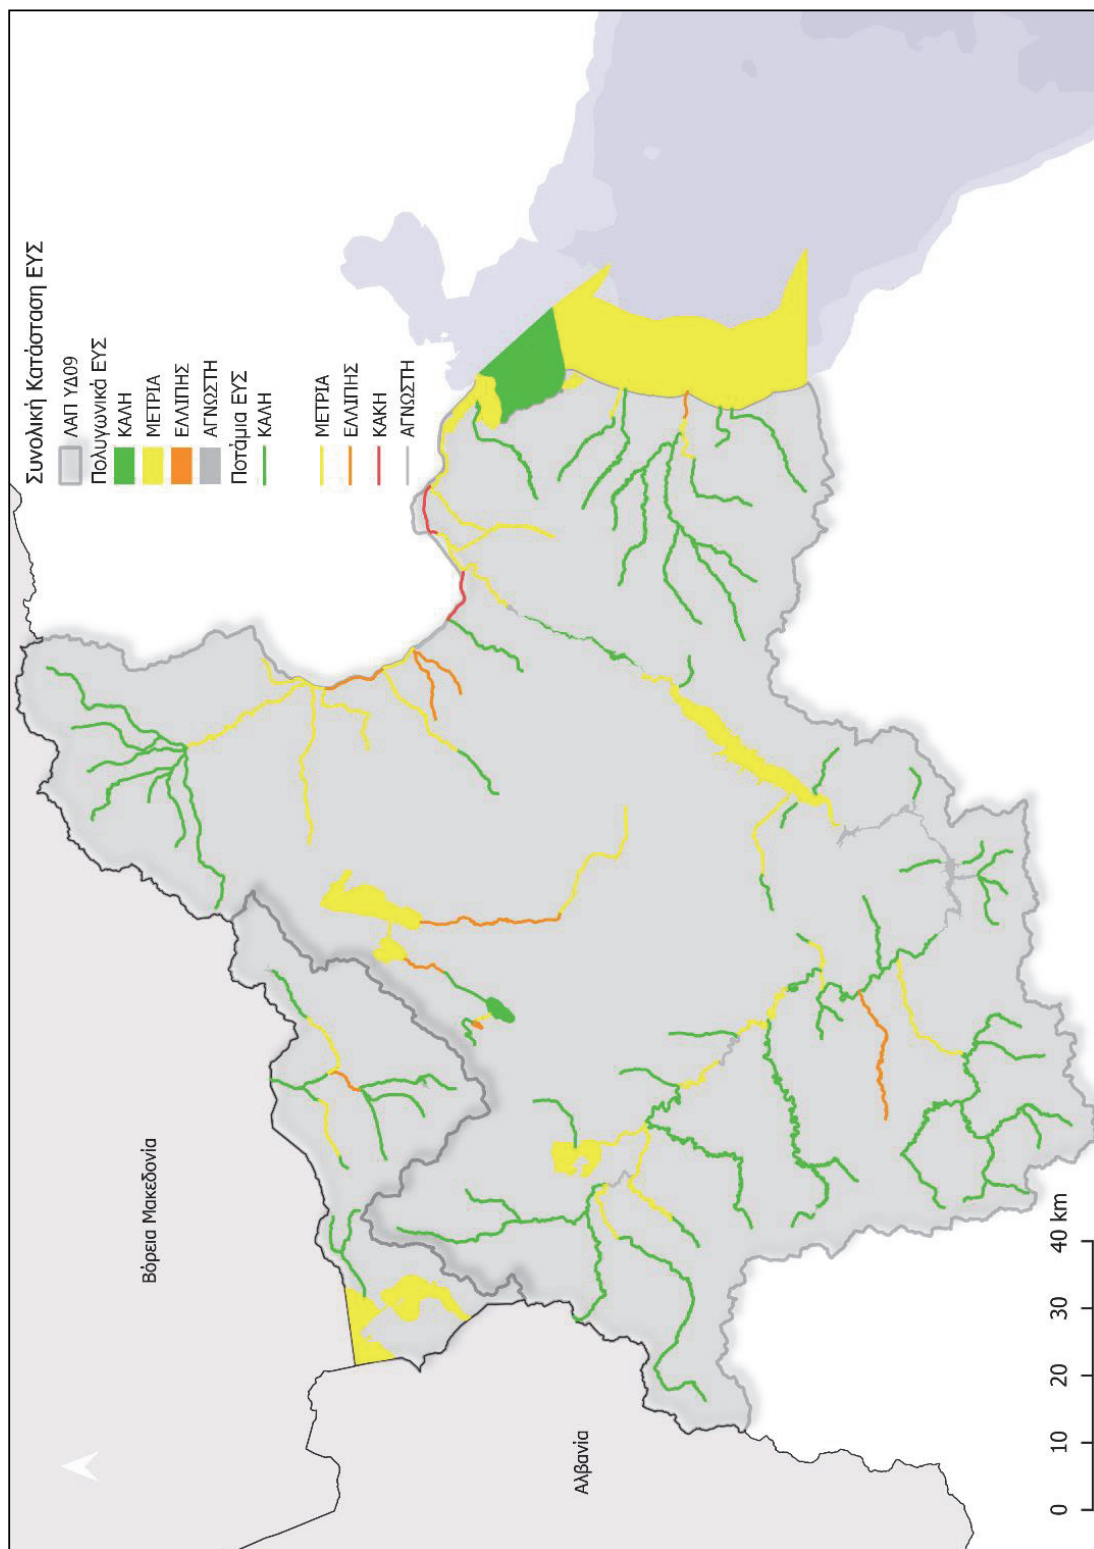 Συνολική Κατάσταση ΕΥΣ
ΛΑΠ ΥΔ09
Πολυγωνικά ΕΥΣ
ΚΑΛΗ
ΜΕΤΡΙΑ
ΕΛΛΙΠΗΣ
ΑΓΝΩΣΤΗ
Ποτάμια ΕΥΣ
ΚΑΛΗ
ΜΕΤΡΙΑ
ΕΛΛΙΠΗΣ
ΚΑΚΗ
ΑΓΝΩΣΤΗ
Βόρεια Μακεδονία
Αλβανία
0 10 20 30 40 km